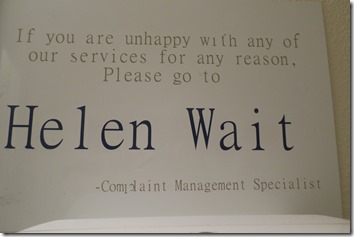 If you are unhappy with any of
our services for any reason,
Please go to
Helen Wait
-Complaint Management Specialist